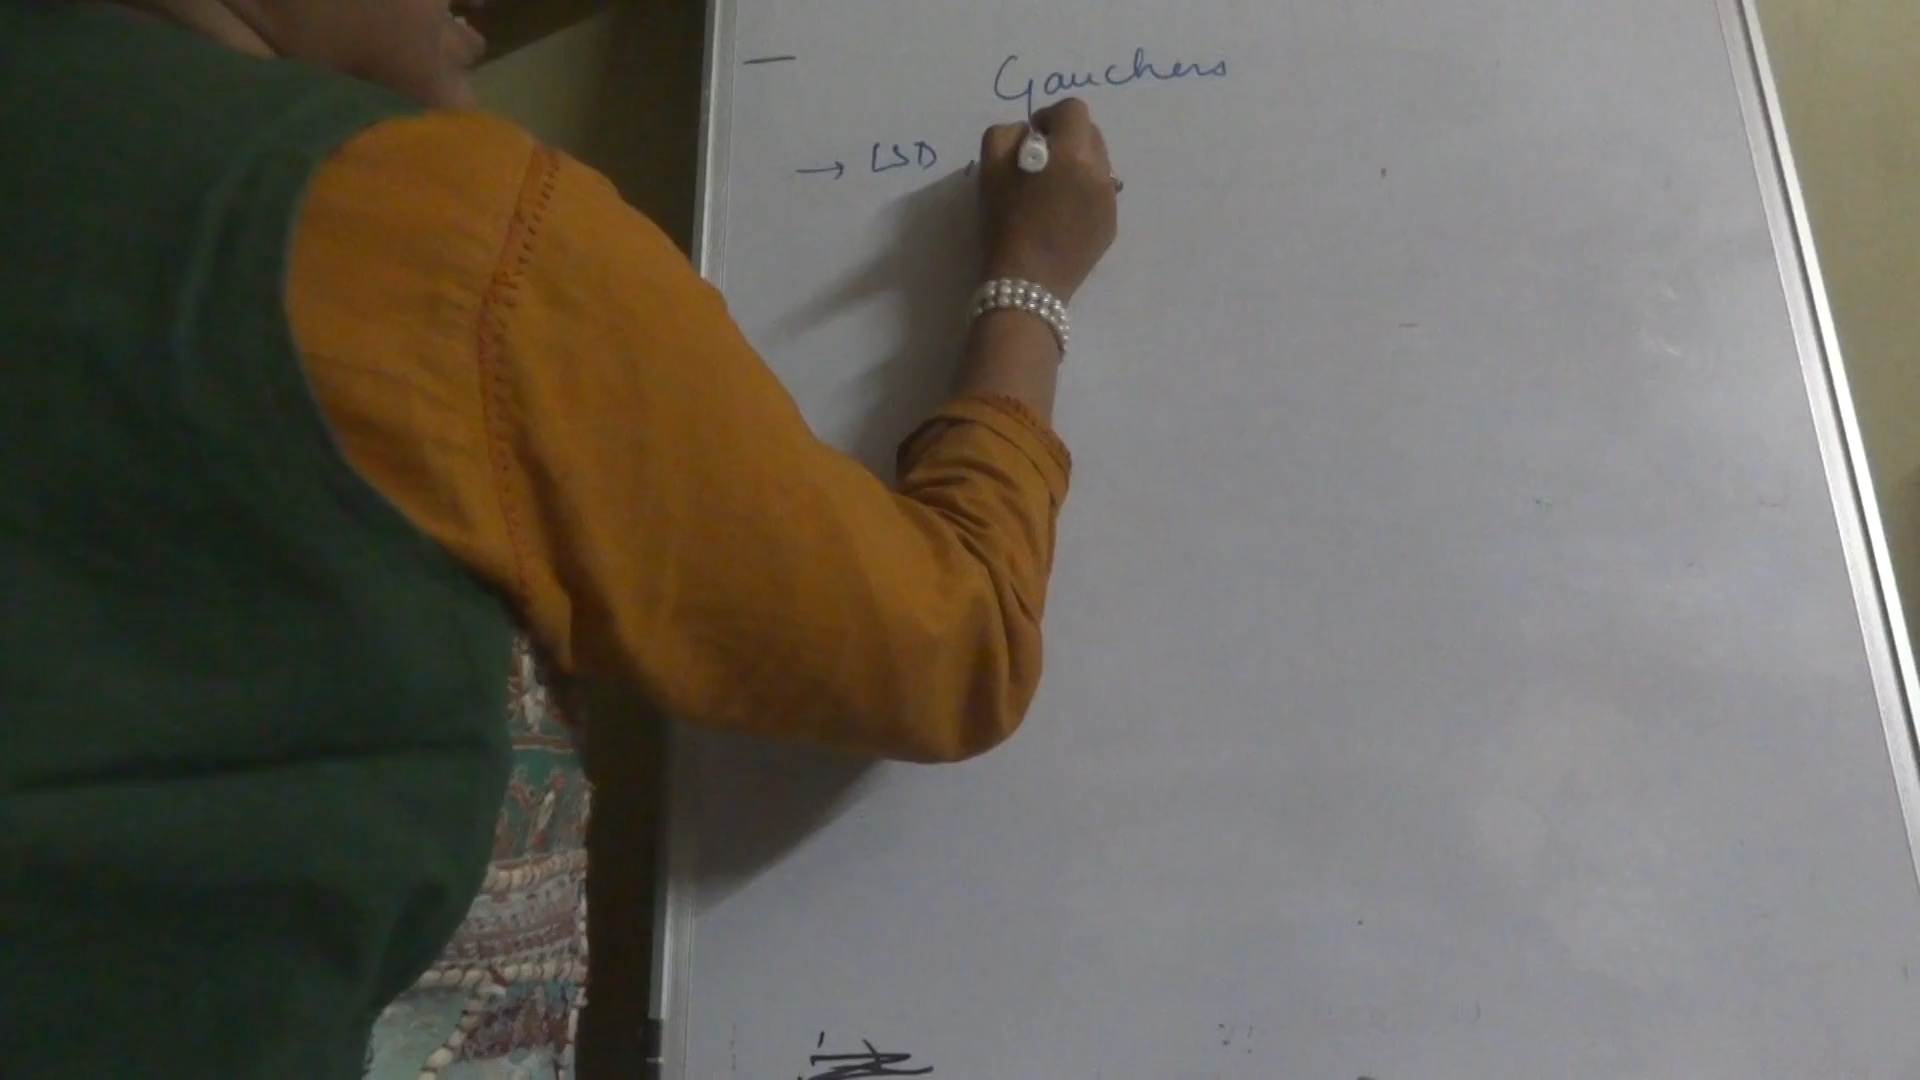 Gauchers
→ LSD,